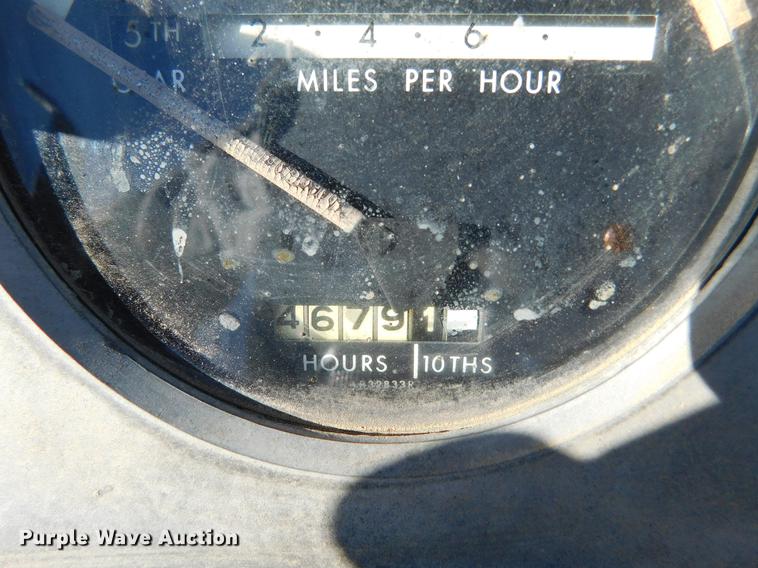 5TH 2 · 4 · 6 ·
MILES PER HOUR
46791
HOURS 10THS
Purple Wave Auction